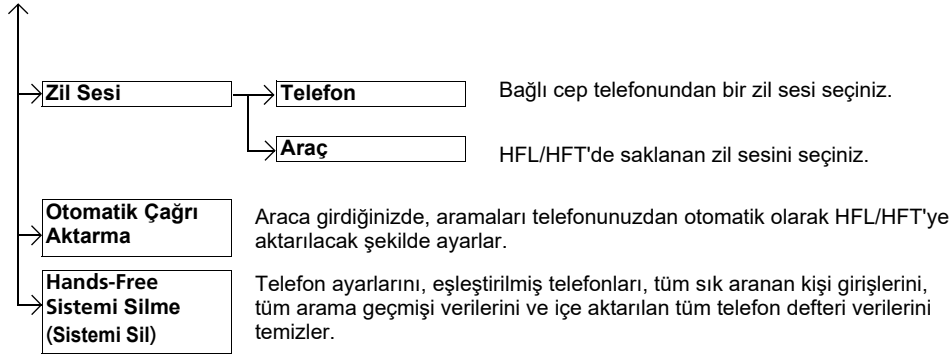 Zil Sesi
Telefon
Bağlı cep telefonundan bir zil sesi seçiniz.
Araç
HFL/HFT'de saklanan zil sesini seçiniz.
Otomatik Çağrı
Aktarma
Araca girdiğinizde, aramaları telefonunuzdan otomatik olarak HFL/HFT'ye
aktarılacak şekilde ayarlar.
Hands-Free
Sistemi Silme
(Sistemi Sil)
Telefon ayarlarını, eşleştirilmiş telefonları, tüm sık aranan kişi girişlerini,
tüm arama geçmişi verilerini ve içe aktarılan tüm telefon defteri verilerini
temizler.